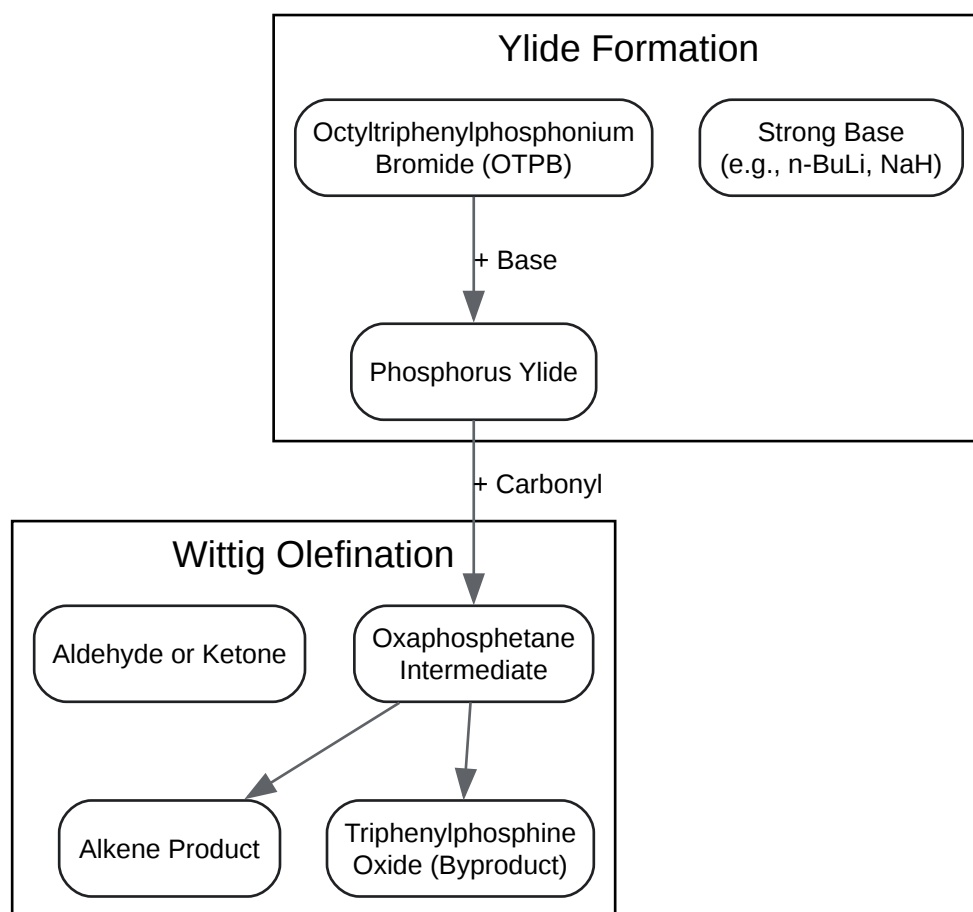 Ylide Formation
Octyltriphenylphosphonium
Bromide (OTPB)
Strong Base
(e.g., n-BuLi, NaH)
+ Base
Phosphorus Ylide
+ Carbonyl
Wittig Olefination
Aldehyde or Ketone
Oxaphosphetane
Intermediate
Alkene Product
Triphenylphosphine
Oxide (Byproduct)